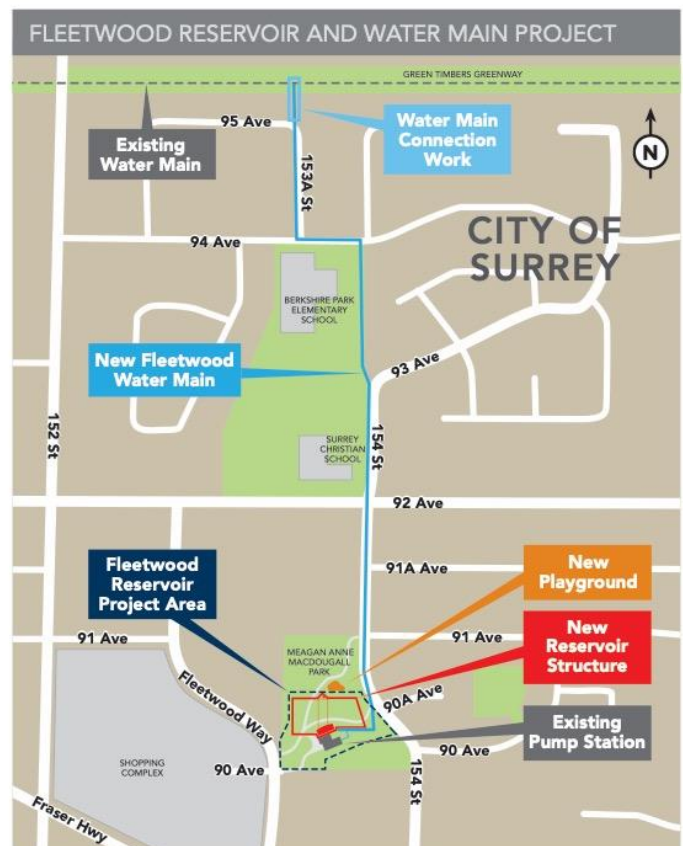 FLEETWOOD RESERVOIR AND WATER MAIN PROJECT
GREEN TIMBERS GREENWAY
Existing
Water Main
95 Ave
Water Main
Connection
Work
N
153A St
94 Ave
CITY OF
SURREY
BERKSHIRE PARK
ELEMENTARY
SCHOOL
New Fleetwood
Water Main
93 Ave
152 St
154 St
SURREY
CHRISTIAN
SCHOOL
92 Ave
Fleetwood
Reservoir
Project Area
91A Ave
New
Playground
91 Ave
91 Ave
MEAGAN ANNE
MACDOUGALL
PARK
New
Reservoir
Structure
Fleetwood Way
90A Ave
Existing
Pump Station
SHOPPING
COMPLEX
90 Ave
90 Ave
154 St
Fraser Hwy